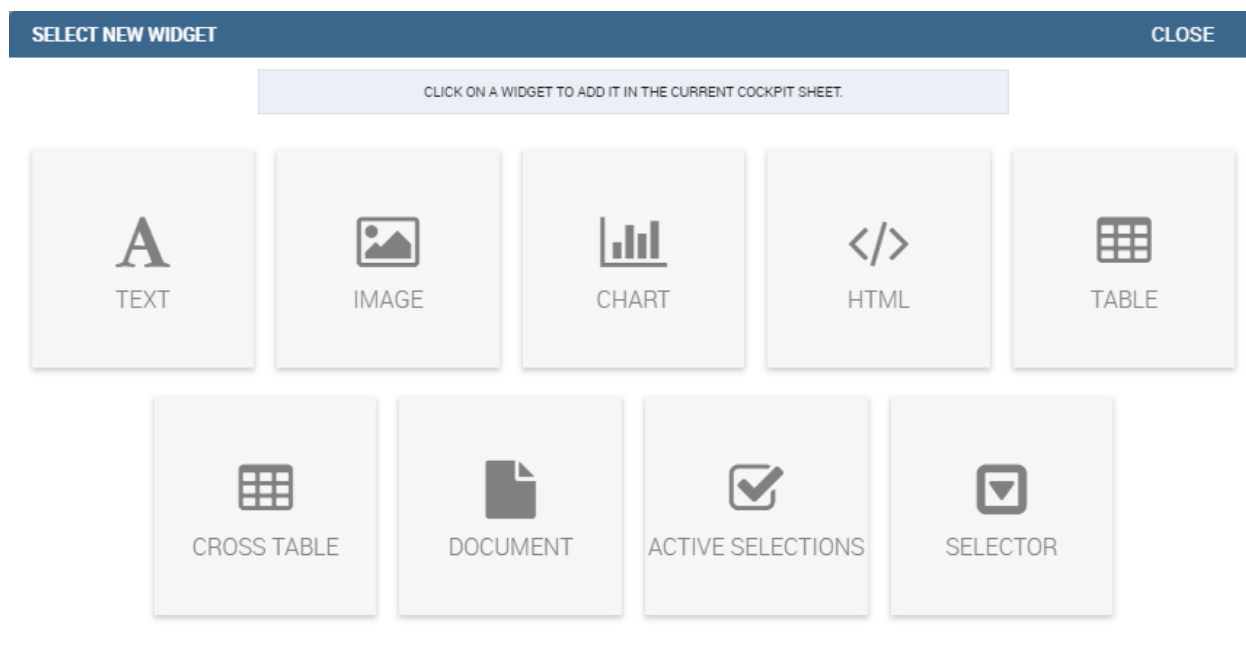 SELECT NEW WIDGET
CLOSE
CLICK ON A WIDGET TO ADD IT IN THE CURRENT COCKPIT SHEET.
TEXT
IMAGE
CHART
HTML
TABLE
CROSS TABLE
DOCUMENT
ACTIVE SELECTIONS
SELECTOR